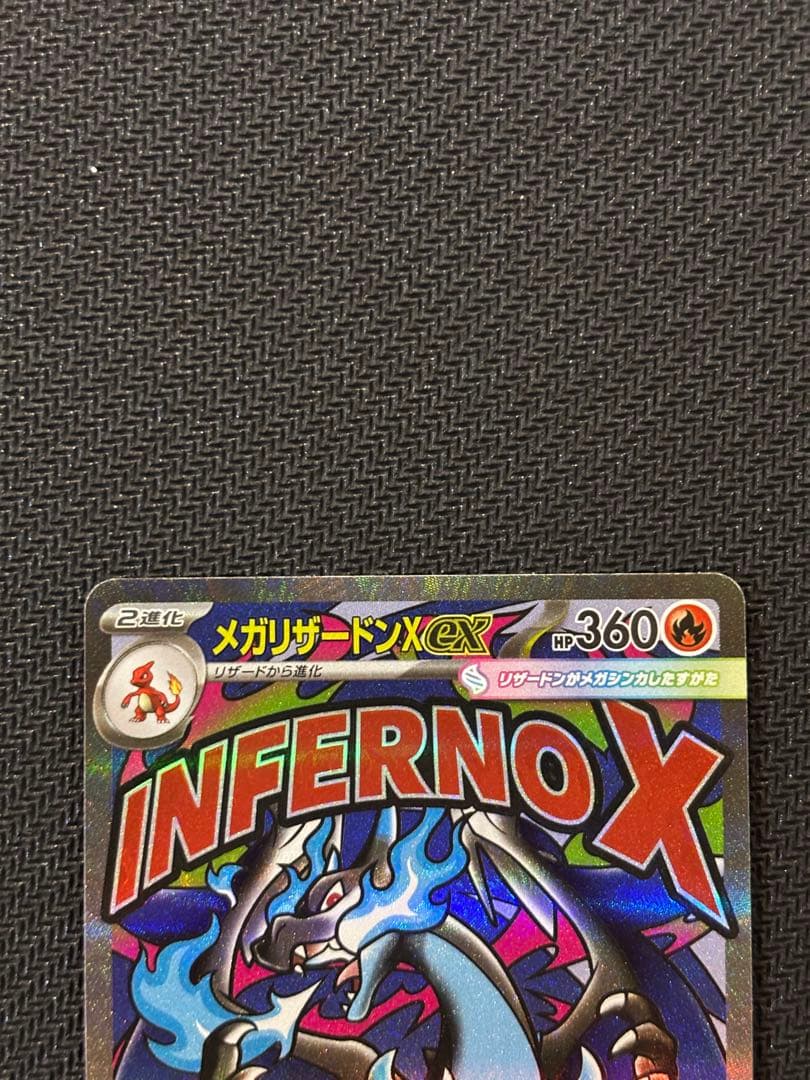 2進化
メガリザードンXex
HP360
リザードから進化
リザードンがメガシンカしたすがた
INFERNO X